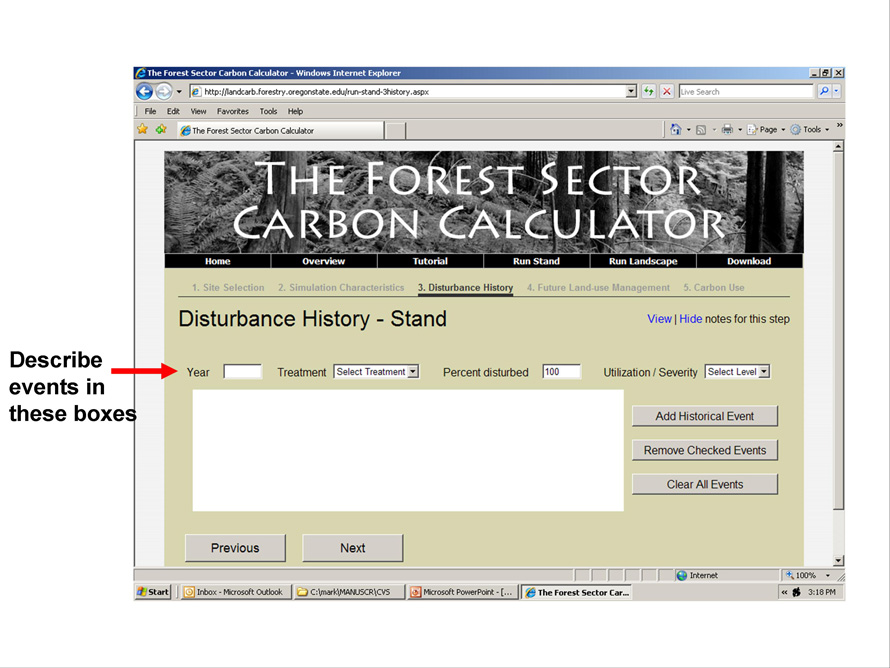 The Forest Sector Carbon Calculator - Windows Internet Explorer
http://landcarb.forestry.oregonstate.edu/run-stand-3history.aspx
Live Search
File Edit View Favorites Tools Help
The Forest Sector Carbon Calculator
Page Tools »
THE FOREST SECTOR
CARBON CALCULATOR
Home Overview Tutorial Run Stand Run Landscape Download
1. Site Selection 2. Simulation Characteristics 3. Disturbance History 4. Future Land-use Management 5. Carbon Use
Disturbance History - Stand
View | Hide notes for this step
Describe
events in
these boxes
Year Treatment Select Treatment Percent disturbed 100 Utilization / Severity Select Level
Add Historical Event
Remove Checked Events
Clear All Events
Previous Next
Internet 100%
Start Inbox - Microsoft Outlook C:\mark\MANUSCR\CVS Microsoft PowerPoint - [... The Forest Sector Car... « 3:18 PM